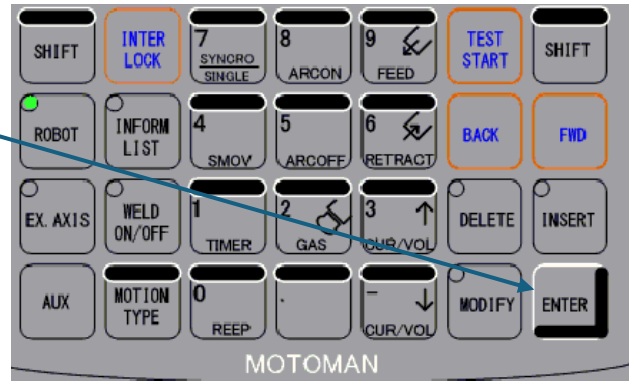 SHIFT
INTER
LOCK
7
SYNCRO
SINGLE
8
ARCON
9
FEED
TEST
START
SHIFT
ROBOT
INFORM
LIST
4
SMOV
5
ARCOFF
6
RETRACT
BACK
FWD
EX. AXIS
WELD
ON/OFF
1
TIMER
2
GAS
3 ↑
CUR/VOL
DELETE
INSERT
AUX
MOTION
TYPE
0
REEP
.
- ↓
CUR/VOL
MODIFY
ENTER
MOTOMAN